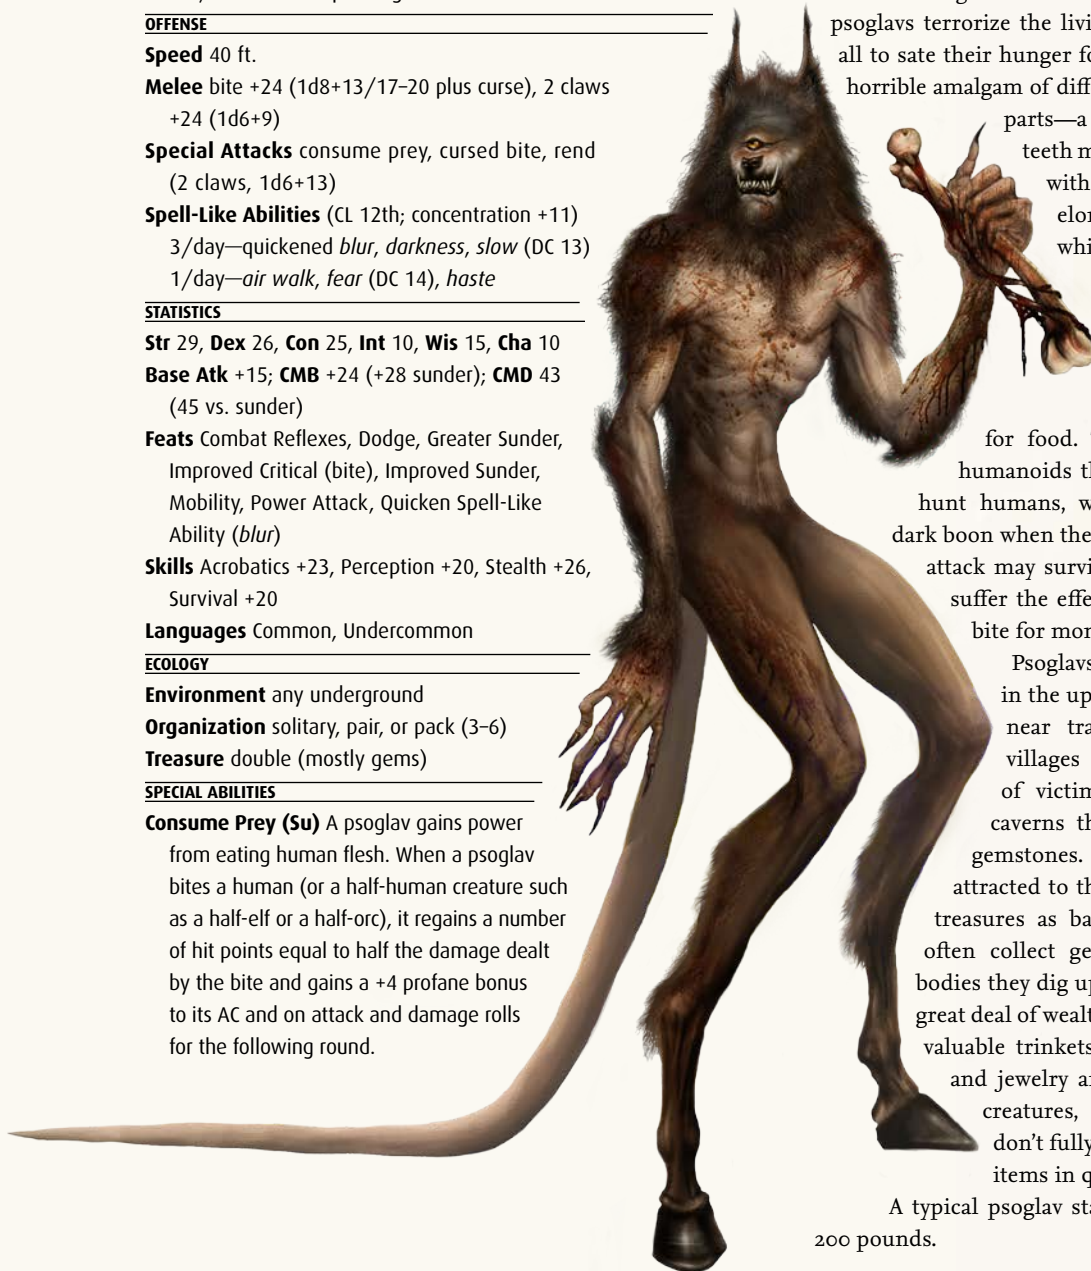 OFFENSE
Speed 40 ft.
Melee bite +24 (1d8+13/17–20 plus curse), 2 claws
+24 (1d6+9)
Special Attacks consume prey, cursed bite, rend
(2 claws, 1d6+13)
Spell-Like Abilities (CL 12th; concentration +11)
3/day—quickened blur, darkness, slow (DC 13)
1/day—air walk, fear (DC 14), haste
STATISTICS
Str 29, Dex 26, Con 25, Int 10, Wis 15, Cha 10
Base Atk +15; CMB +24 (+28 sunder); CMD 43
(45 vs. sunder)
Feats Combat Reflexes, Dodge, Greater Sunder,
Improved Critical (bite), Improved Sunder,
Mobility, Power Attack, Quicken Spell-Like
Ability (blur)
Skills Acrobatics +23, Perception +20, Stealth +26,
Survival +20
Languages Common, Undercommon
ECOLOGY
Environment any underground
Organization solitary, pair, or pack (3–6)
Treasure double (mostly gems)
SPECIAL ABILITIES
Consume Prey (Su) A psoglav gains power
from eating human flesh. When a psoglav
bites a human (or a half-human creature such
as a half-elf or a half-orc), it regains a number
of hit points equal to half the damage dealt
by the bite and gains a +4 profane bonus
to its AC and on attack and damage rolls
for the following round.
psoglavs terrorize the livi
all to sate their hunger fo
horrible amalgam of diff
parts—a
teeth m
with
elon
whi
for food.
humanoids th
hunt humans, w
dark boon when the
attack may survi
suffer the effe
bite for mor
Psoglavs
in the up
near tra
villages
of victim
caverns th
gemstones.
attracted to th
treasures as ba
often collect ge
bodies they dig up
great deal of wealt
valuable trinkets
and jewelry a
creatures,
don't fully
items in q
A typical psoglav sta
200 pounds.